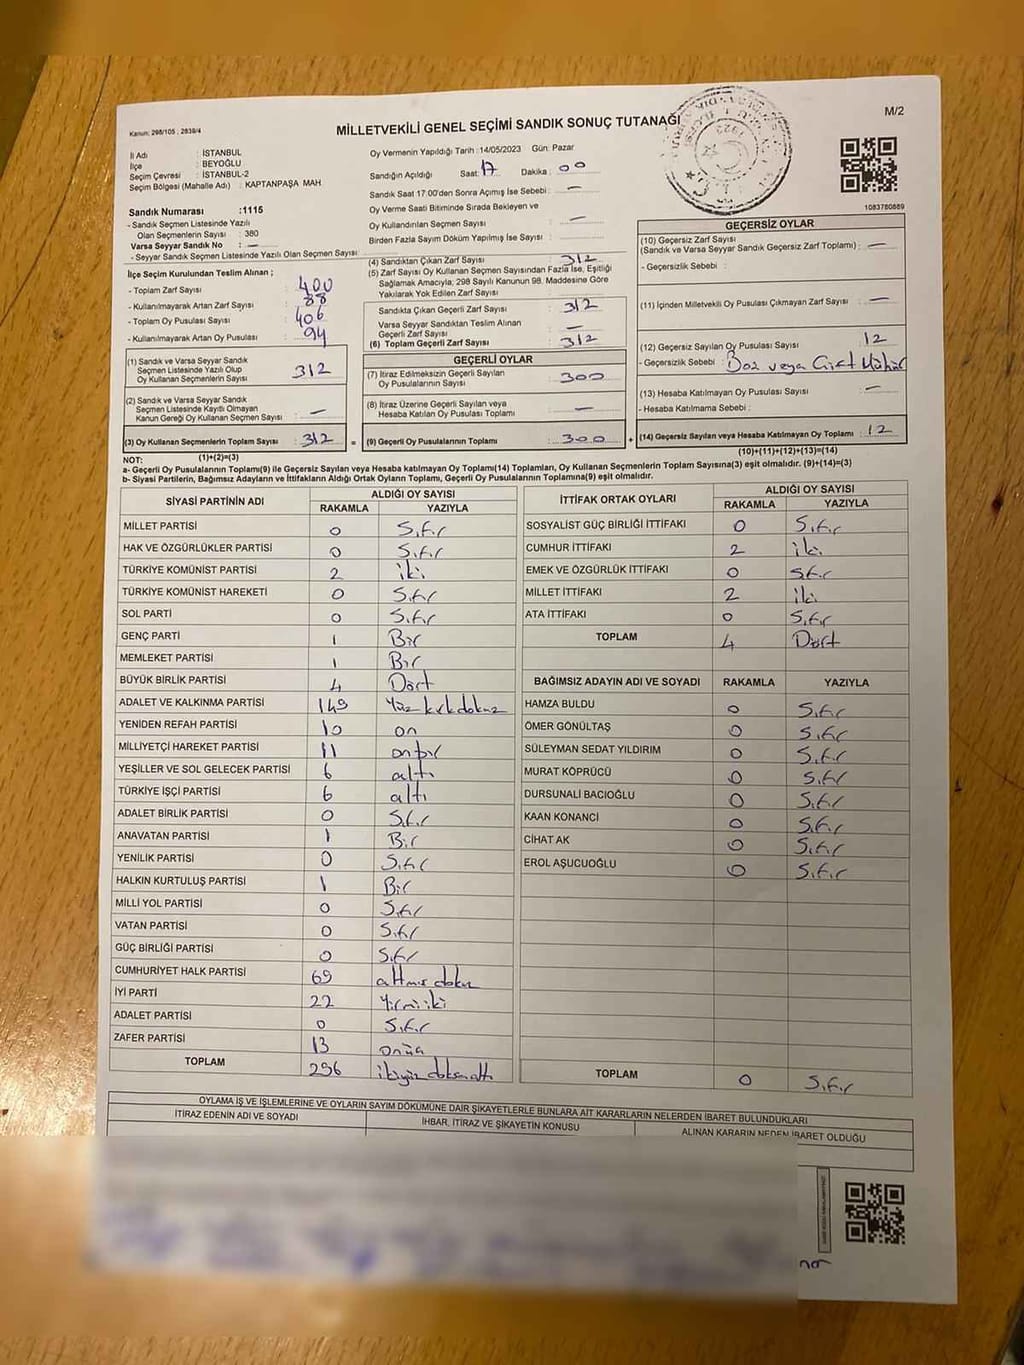 M/2
Kanun: 298/105 ; 2839/4
MİLLETVEKİLİ GENEL SEÇİMİ SANDIK SONUÇ TUTANAĞI
1083780889
İl Adı : İSTANBUL
İlçe : BEYOĞLU
Seçim Çevresi : İSTANBUL-2
Seçim Bölgesi (Mahalle Adı) : KAPTANPAŞA MAH
Sandık Numarası :1115
- Sandık Seçmen Listesinde Yazılı
Olan Seçmenlerin Sayısı : 380
Varsa Seyyar Sandık No : —
- Seyyar Sandık Seçmen Listesinde Yazılı Olan Seçmen Sayısı :
İlçe Seçim Kurulundan Teslim Alınan ;
- Toplam Zarf Sayısı : 400
- Kullanılmayarak Artan Zarf Sayısı : 88
- Toplam Oy Pusulası Sayısı : 406
- Kullanılmayarak Artan Oy Pusulası : 94
(1) Sandık ve Varsa Seyyar Sandık
Seçmen Listesinde Yazılı Olup
Oy Kullanan Seçmenlerin Sayısı : 312
(2) Sandık ve Varsa Seyyar Sandık
Seçmen Listesinde Kayıtlı Olmayan
Kanun Gereği Oy Kullanan Seçmen Sayısı : —
(3) Oy Kullanan Seçmenlerin Toplam Sayısı : 312 =
Oy Vermenin Yapıldığı Tarih : 14/05/2023 Gün: Pazar
Sandığın Açıldığı Saat: 17 Dakika : 00
Sandık Saat 17:00'den Sonra Açımış İse Sebebi : —
Oy Verme Saati Bitiminde Sırada Bekleyen ve
Oy Kullandırılan Seçmen Sayısı : —
Birden Fazla Sayım Döküm Yapılmış İse Sayısı :
(4) Sandıktan Çıkan Zarf Sayısı : 312
(5) Zarf Sayısı Oy Kullanan Seçmen Sayısından Fazla İse, Eşitliği
Sağlamak Amacıyla, 298 Sayılı Kanunun 98. Maddesine Göre
Yakılarak Yok Edilen Zarf Sayısı :
Sandıkta Çıkan Geçerli Zarf Sayısı : 312
Varsa Seyyar Sandıktan Teslim Alınan
Geçerli Zarf Sayısı : —
(6) Toplam Geçerli Zarf Sayısı : 312
GEÇERLİ OYLAR
(7) İtiraz Edilmeksizin Geçerli Sayılan
Oy Pusulalarının Sayısı : 300
(8) İtiraz Üzerine Geçerli Sayılan veya
Hesaba Katılan Oy Pusulası Toplamı : —
(9) Geçerli Oy Pusulalarının Toplamı : 300 +
GEÇERSİZ OYLAR
(10) Geçersiz Zarf Sayısı
(Sandık ve Varsa Seyyar Sandık Geçersiz Zarf Toplamı) : —
- Geçersizlik Sebebi :
(11) İçinden Milletvekili Oy Pusulası Çıkmayan Zarf Sayısı : —
(12) Geçersiz Sayılan Oy Pusulası Sayısı : 12
- Geçersizlik Sebebi : Boş veya Çift Mühür
(13) Hesaba Katılmayan Oy Pusulası Sayısı : —
- Hesaba Katılmama Sebebi :
(14) Geçersiz Sayılan veya Hesaba Katılmayan Oy Toplamı : 12
NOT: (1)+(2)=(3) (10)+(11)+(12)+(13)=(14)
a- Geçerli Oy Pusulalarının Toplamı(9) ile Geçersiz Sayılan veya Hesaba katılmayan Oy Toplamı(14) Toplamları, Oy Kullanan Seçmenlerin Toplam Sayısına(3) eşit olmalıdır. (9)+(14)=(3)
b- Siyasi Partilerin, Bağımsız Adayların ve İttifakların Aldığı Ortak Oyların Toplamı, Geçerli Oy Pusulalarının Toplamına(9) eşit olmalıdır.
SİYASİ PARTİNİN ADI ALDIĞI OY SAYISI
RAKAMLA YAZIYLA
MİLLET PARTİSİ 0 Sıfır
HAK VE ÖZGÜRLÜKLER PARTİSİ 0 Sıfır
TÜRKİYE KOMÜNİST PARTİSİ 2 iki
TÜRKİYE KOMÜNİST HAREKETİ 0 Sıfır
SOL PARTİ 0 Sıfır
GENÇ PARTİ 1 Bir
MEMLEKET PARTİSİ 1 Bir
BÜYÜK BİRLİK PARTİSİ 4 Dört
ADALET VE KALKINMA PARTİSİ 149 Yüz kırkdokuz
YENİDEN REFAH PARTİSİ 10 on
MİLLİYETÇİ HAREKET PARTİSİ 11 onbir
YEŞİLLER VE SOL GELECEK PARTİSİ 6 altı
TÜRKİYE İŞÇİ PARTİSİ 6 altı
ADALET BİRLİK PARTİSİ 0 Sıfır
ANAVATAN PARTİSİ 1 Bir
YENİLİK PARTİSİ 0 Sıfır
HALKIN KURTULUŞ PARTİSİ 1 Bir
MİLLİ YOL PARTİSİ 0 Sıfır
VATAN PARTİSİ 0 Sıfır
GÜÇ BİRLİĞİ PARTİSİ 0 Sıfır
CUMHURİYET HALK PARTİSİ 69 altmış dokuz
İYİ PARTİ 22 Yirmi iki
ADALET PARTİSİ 0 Sıfır
ZAFER PARTİSİ 13 onüç
TOPLAM 296 ikiyüz doksanaltı
İTTİFAK ORTAK OYLARI ALDIĞI OY SAYISI
RAKAMLA YAZIYLA
SOSYALİST GÜÇ BİRLİĞİ İTTİFAKI 0 Sıfır
CUMHUR İTTİFAKI 2 iki
EMEK VE ÖZGÜRLÜK İTTİFAKI 0 Sıfır
MİLLET İTTİFAKI 2 iki
ATA İTTİFAKI 0 Sıfır
TOPLAM 4 Dört
BAĞIMSIZ ADAYIN ADI VE SOYADI RAKAMLA YAZIYLA
HAMZA BULDU 0 Sıfır
ÖMER GÖNÜLTAŞ 0 Sıfır
SÜLEYMAN SEDAT YILDIRIM 0 Sıfır
MURAT KÖPRÜCÜ 0 Sıfır
DURSUNALİ BACIOĞLU 0 Sıfır
KAAN KONANCİ 0 Sıfır
CİHAT AK 0 Sıfır
EROL AŞUCUOĞLU 0 Sıfır
TOPLAM 0 Sıfır
OYLAMA İŞ VE İŞLEMLERİNE VE OYLARIN SAYIM DÖKÜMÜNE DAİR ŞİKAYETLERLE BUNLARA AİT KARARLARIN NELERDEN İBARET BULUNDUKLARI
İTİRAZ EDENİN ADI VE SOYADI İHBAR, İTİRAZ VE ŞİKAYETİN KONUSU ALINAN KARARIN NEDEN İBARET OLDUĞU